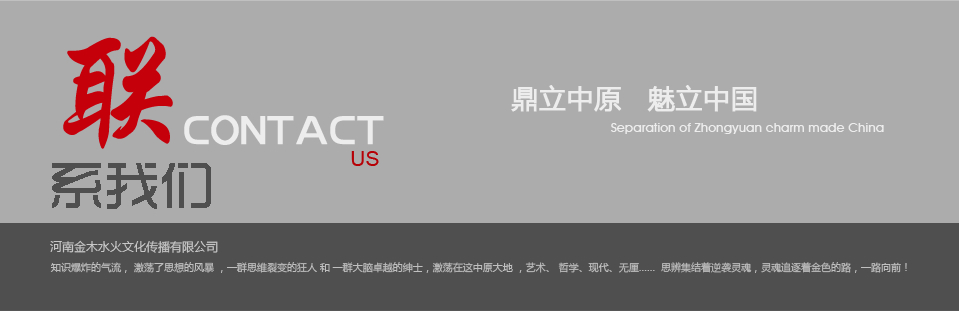 联系我们
CONTACT
US
鼎立中原 魅立中国
Separation of Zhongyuan charm made China
河南金木水火文化传播有限公司
知识爆炸的气流， 激荡了思想的风暴 ，一群思维裂变的狂人 和 一群大脑卓越的绅士，激荡在这中原大地 ，艺术、 哲学、现代、无厘...... 思辨集结着逆袭灵魂，灵魂追逐着金色的路，一路向前！